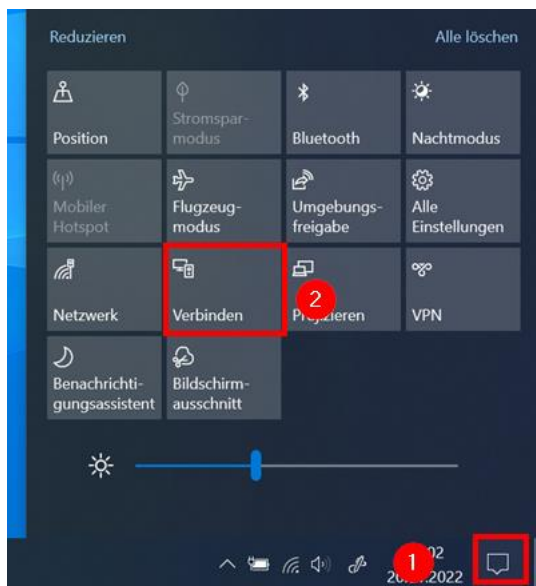 Reduzieren Alle löschen
Position
Stromspar-
modus
Bluetooth
Nachtmodus
Mobiler
Hotspot
Flugzeug-
modus
Umgebungs-
freigabe
Alle
Einstellungen
Netzwerk
Verbinden
2
VPN
Benachrichti-
gungsassistent
Bildschirm-
ausschnitt
1